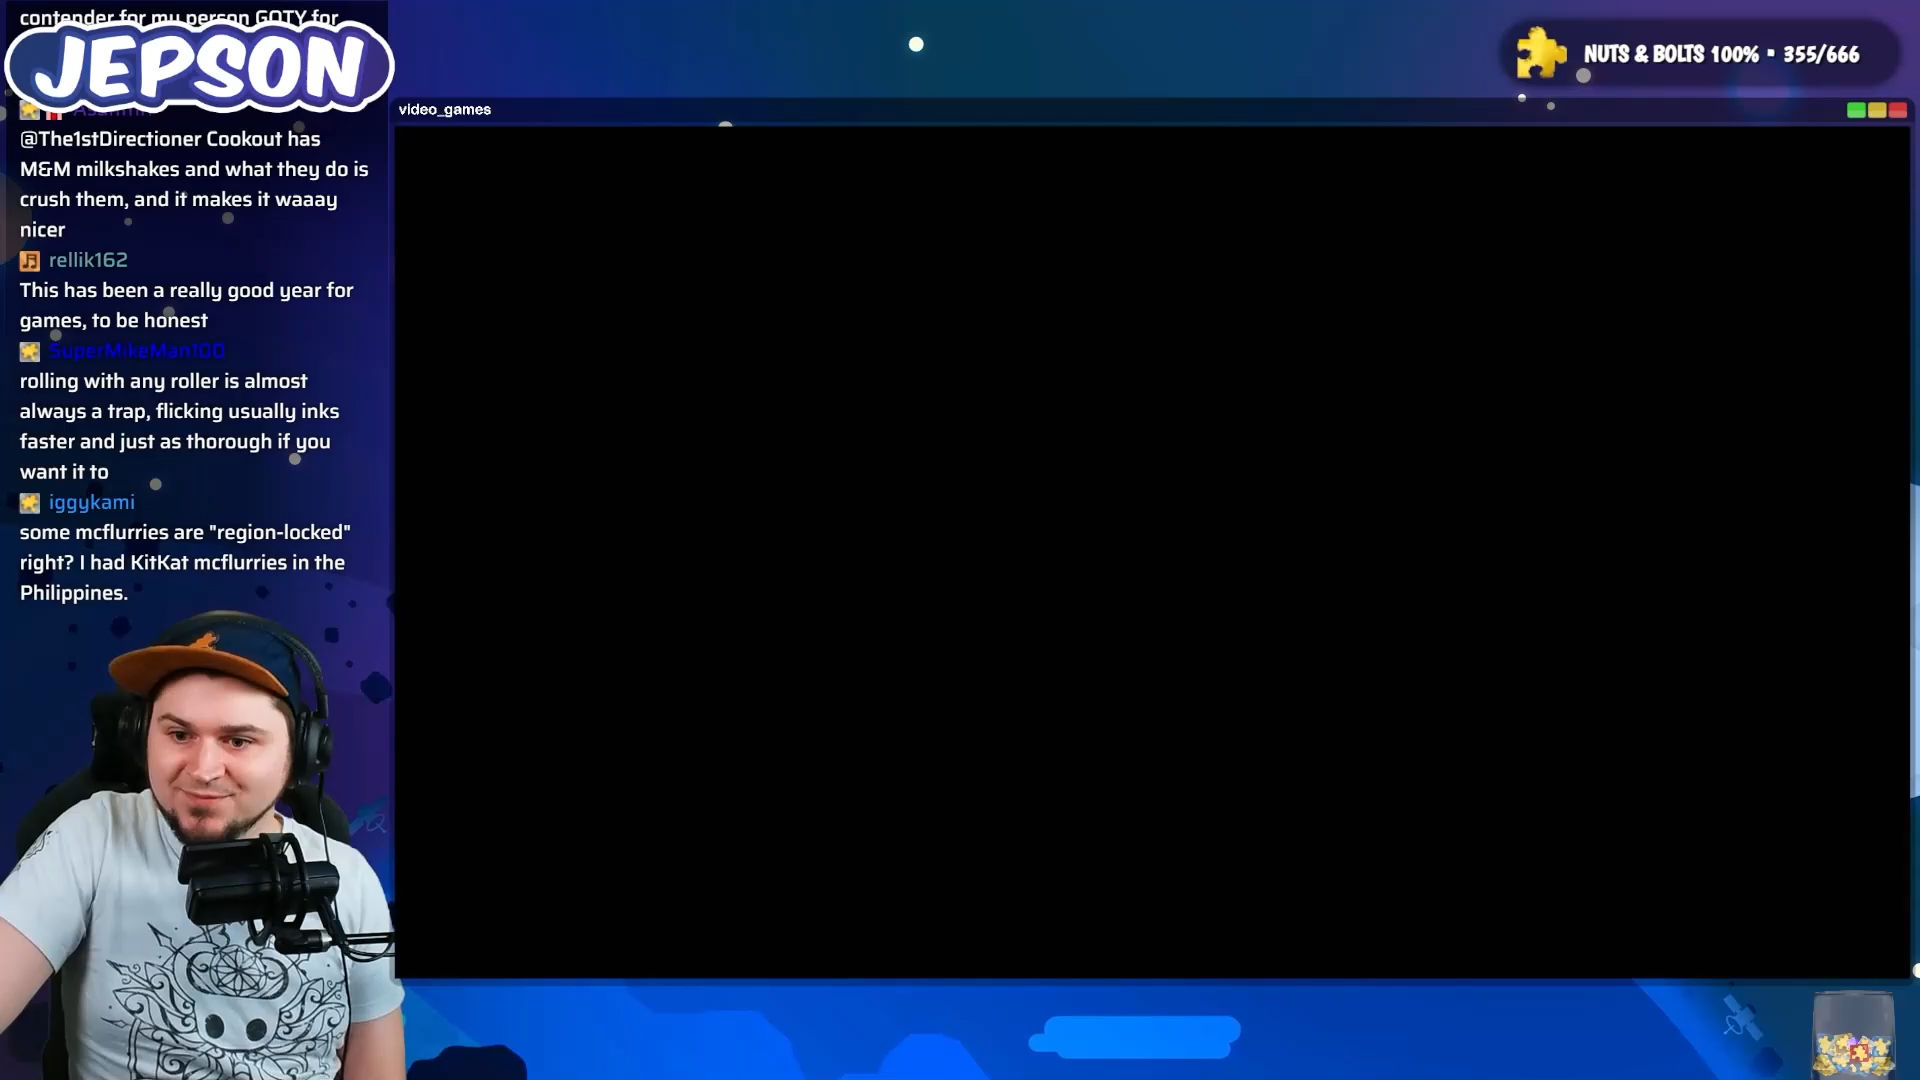 contender for my person GOTY for
JEPSON
@The1stDirectioner Cookout has
M&M milkshakes and what they do is
crush them, and it makes it waaay
nicer
rellik162
This has been a really good year for
games, to be honest
SuperMikeMan100
rolling with any roller is almost
always a trap, flicking usually inks
faster and just as thorough if you
want it to
iggykami
some mcflurries are "region-locked"
right? I had KitKat mcflurries in the
Philippines.
video_games
NUTS & BOLTS 100% • 355/666